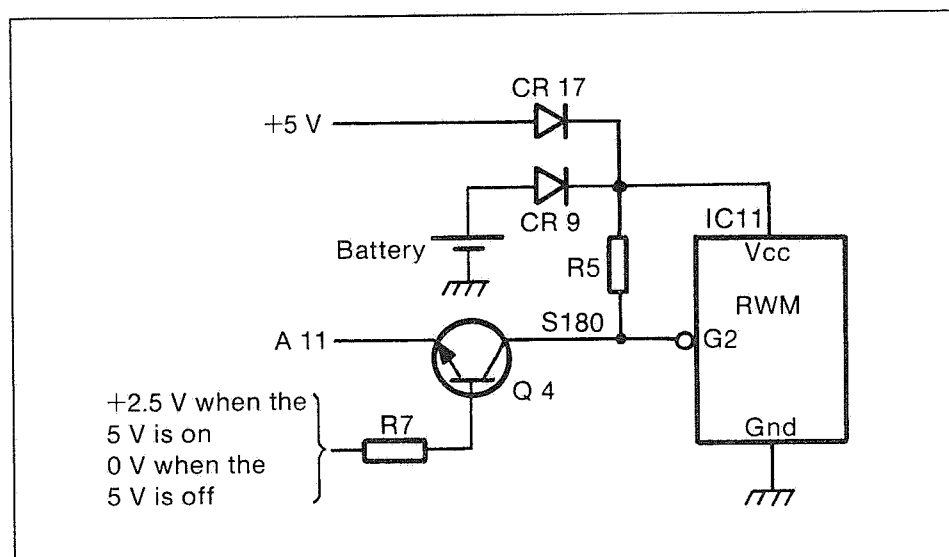 CR 17
+5 V
CR 9
IC11
Vcc
Battery
R5
RWM
S180
A 11
G2
Q 4
+2.5 V when the
5 V is on
0 V when the
5 V is off
R7
Gnd